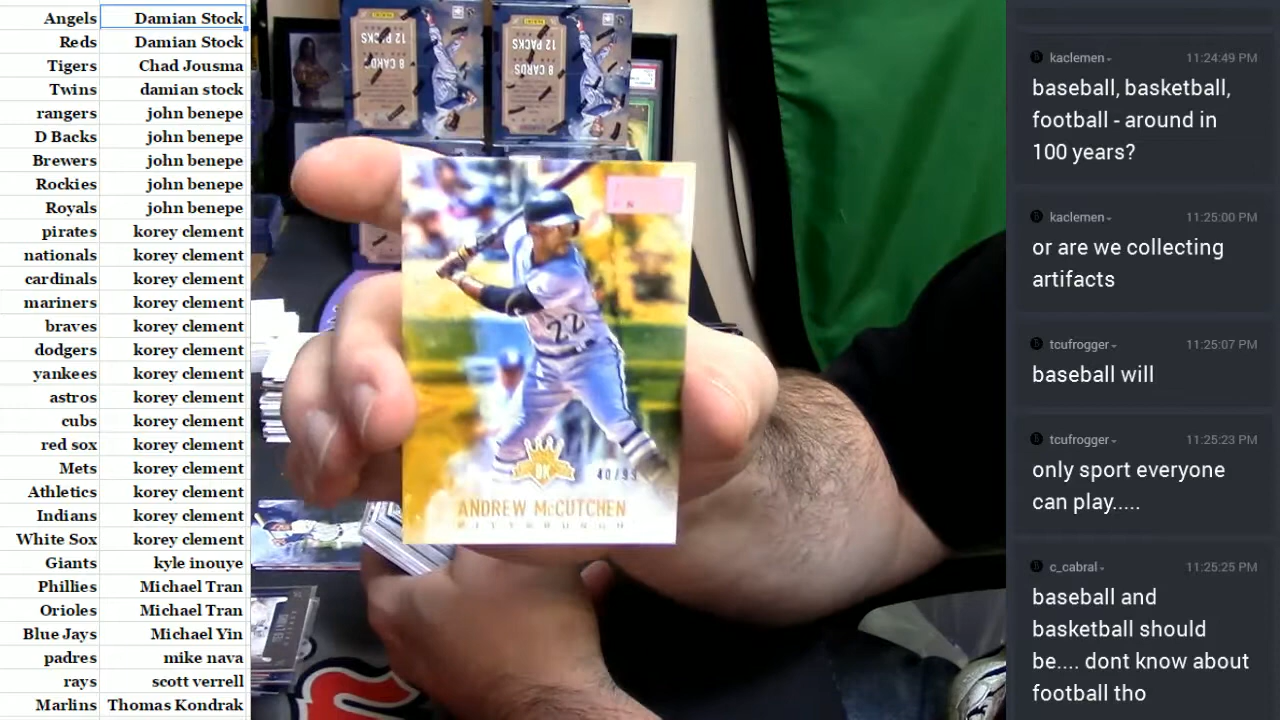 Angels Damian Stock
Reds Damian Stock
Tigers Chad Jousma
Twins damian stock
rangers john benepe
D Backs john benepe
Brewers john benepe
Rockies john benepe
Royals john benepe
pirates korey clement
nationals korey clement
cardinals korey clement
mariners korey clement
braves korey clement
dodgers korey clement
yankees korey clement
astros korey clement
cubs korey clement
red sox korey clement
Mets korey clement
Athletics korey clement
Indians korey clement
White Sox korey clement
Giants kyle inouye
Phillies Michael Tran
Orioles Michael Tran
Blue Jays Michael Yin
padres mike nava
rays scott verrell
Marlins Thomas Kondrak
12 PACKS
8 CARDS
12 PACKS
8 CARDS
22
DK
40/99
ANDREW McCUTCHEN
PITTSBURGH
kaclemen 11:24:49 PM
baseball, basketball,
football - around in
100 years?
kaclemen 11:25:00 PM
or are we collecting
artifacts
tcufrogger 11:25:07 PM
baseball will
tcufrogger 11:25:23 PM
only sport everyone
can play.....
c_cabral 11:25:25 PM
baseball and
basketball should
be.... dont know about
football tho